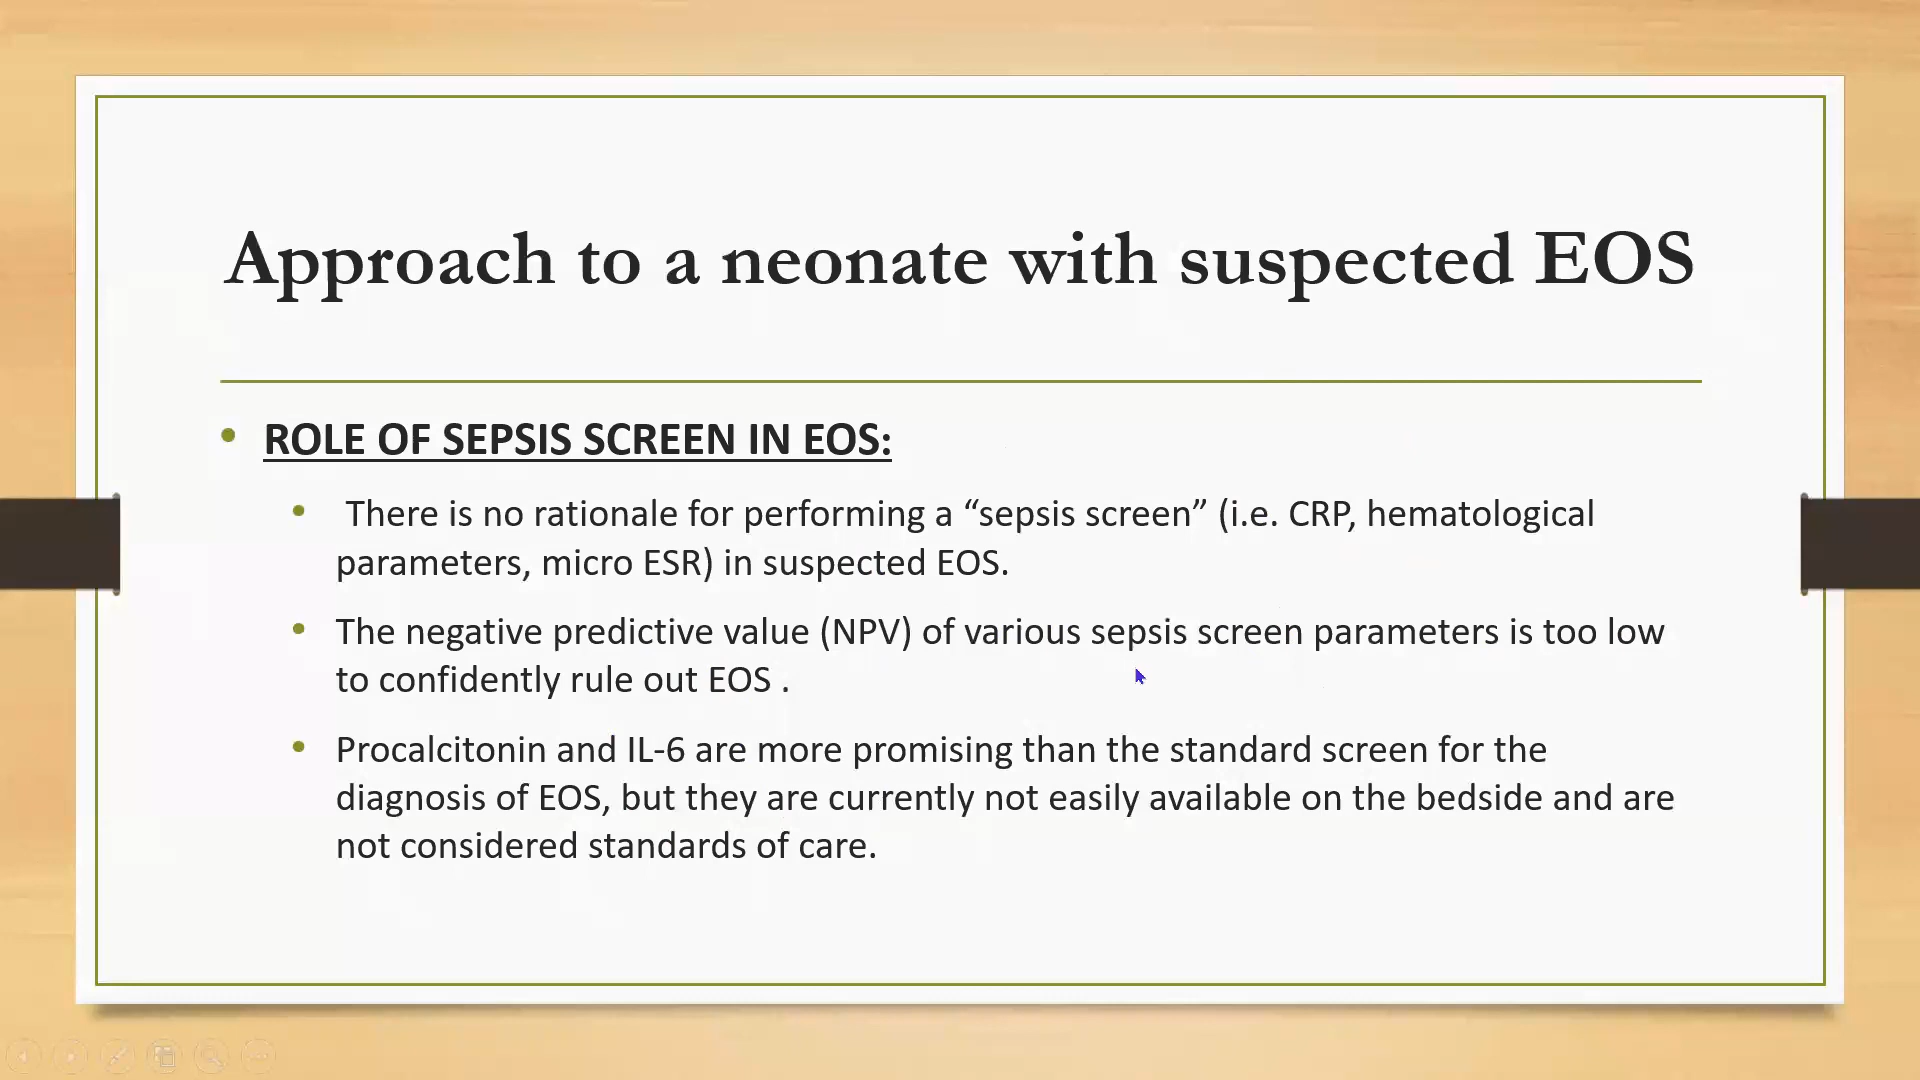 Approach to a neonate with suspected EOS
• ROLE OF SEPSIS SCREEN IN EOS:
• There is no rationale for performing a “sepsis screen” (i.e. CRP, hematological
parameters, micro ESR) in suspected EOS.
• The negative predictive value (NPV) of various sepsis screen parameters is too low
to confidently rule out EOS .
• Procalcitonin and IL-6 are more promising than the standard screen for the
diagnosis of EOS, but they are currently not easily available on the bedside and are
not considered standards of care.